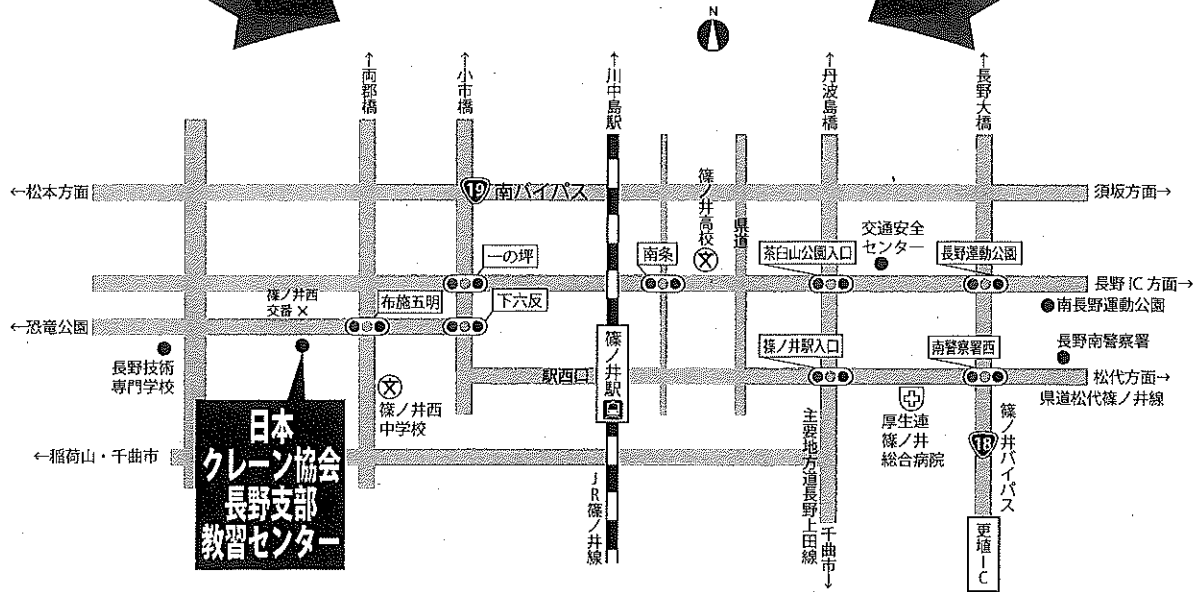 N
↑両郡橋
↑小市橋
↑川中島駅
↑丹波島橋
↑長野大橋
←松本方面
19 南バイパス
須坂方面→
篠ノ井高校
県道
交通安全
センター
一の坪
南条
茶臼山公園入口
長野運動公園
長野IC方面→
南長野運動公園
篠ノ井西
交番
布施五明
下六反
←恐竜公園
長野技術
専門学校
篠ノ井駅
駅西口
篠ノ井駅入口
南警察署西
長野南警察署
松代方面→
県道松代篠ノ井線
篠ノ井西
中学校
厚生連
篠ノ井
総合病院
日本
クレーン協会
長野支部
教習センター
←稲荷山・千曲市
JR篠ノ井線
主要地方道長野上田線
千曲市↓
18
篠ノ井バイパス
更埴IC